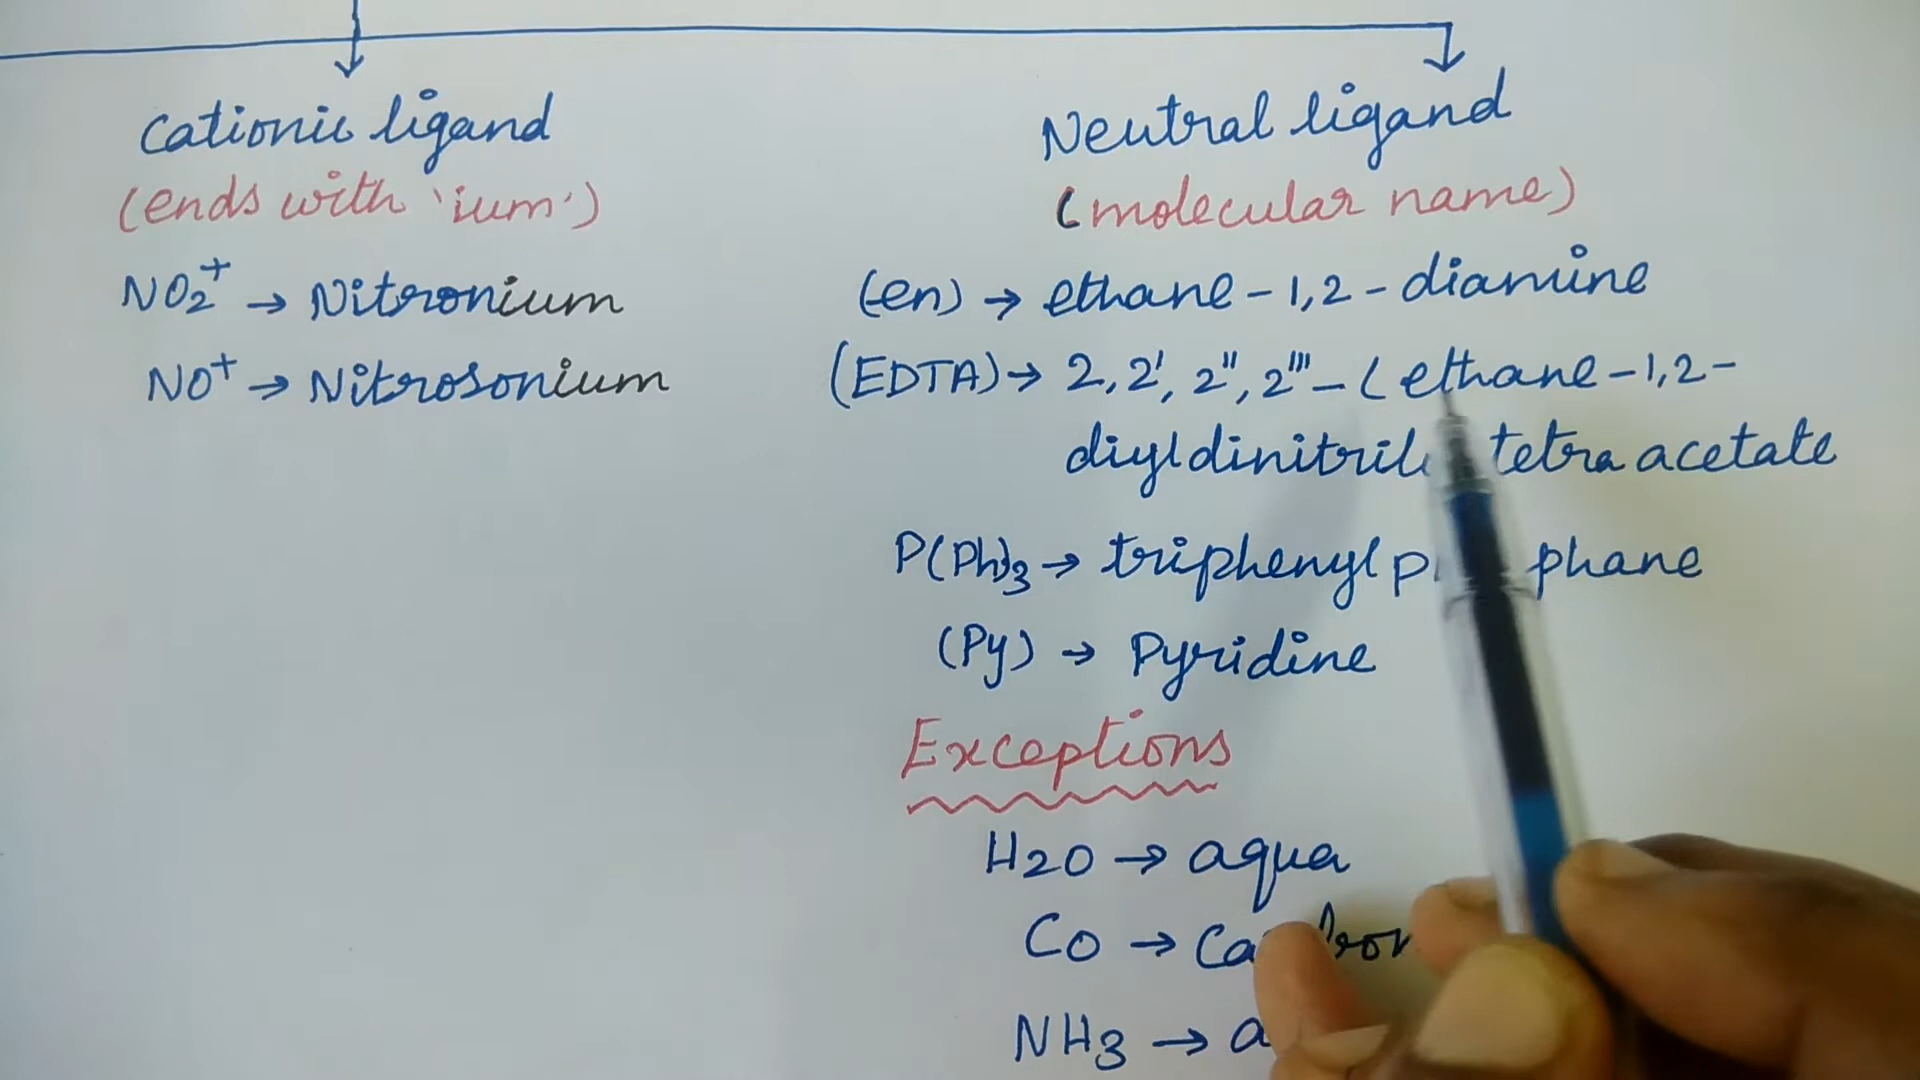 Cationic ligand
(ends with 'ium')
NO2+ → Nitronium
NO+ → Nitrosonium
Neutral ligand
(molecular name)
(en) → ethane-1,2-diamine
(EDTA) → 2,2',2'',2'''-(ethane-1,2-
diyldinitril tetra acetate
P(Ph)3 → triphenyl p phane
(Py) → Pyridine
Exceptions
H2O → aqua
CO → Ca bon
NH3 → a